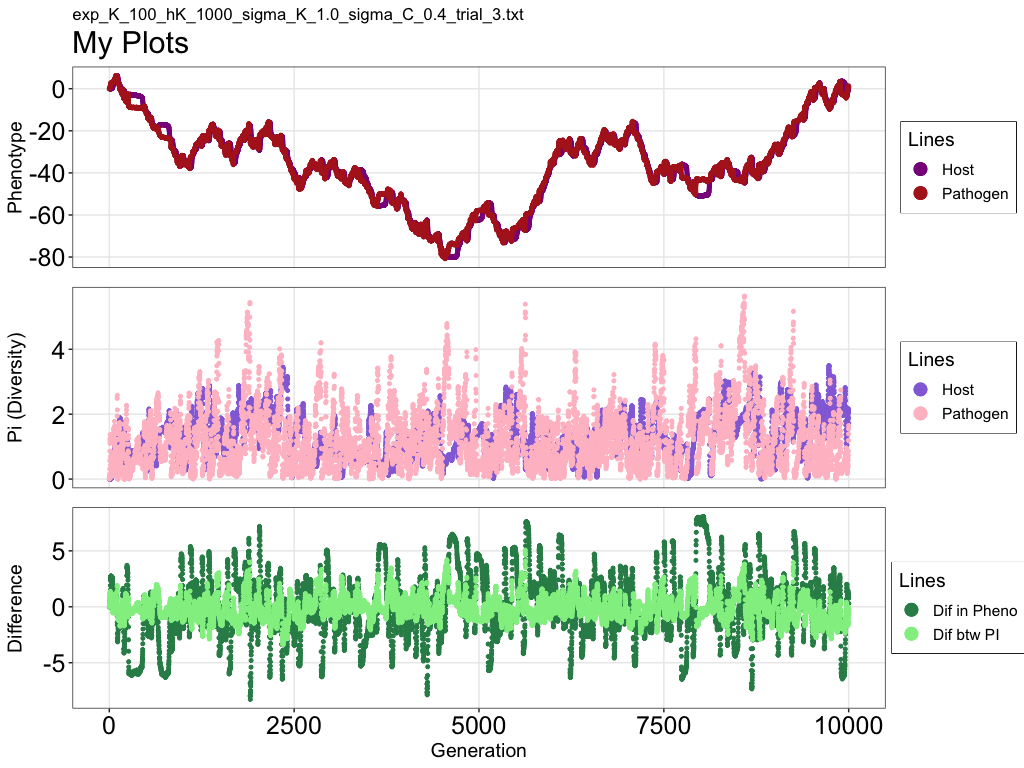 exp_K_100_hK_1000_sigma_K_1.0_sigma_C_0.4_trial_3.txt
My Plots
Phenotype
0
-20
-40
-60
-80
Lines
Host
Pathogen
Pi (Diversity)
4
2
0
Lines
Host
Pathogen
Difference
5
0
-5
Lines
Dif in Pheno
Dif btw PI
0 2500 5000 7500 10000
Generation